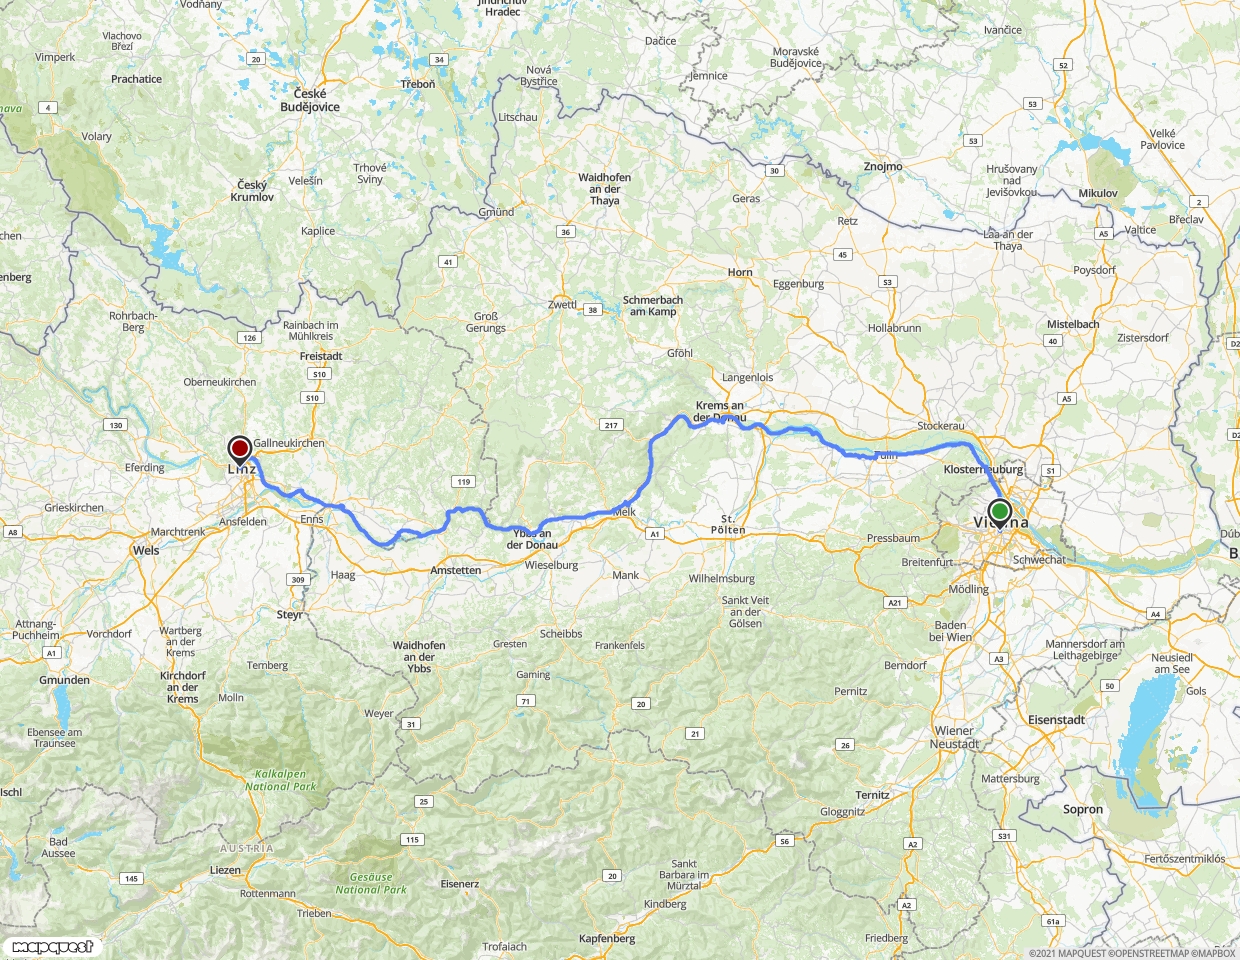 Vodňany
Jindřichův
Hradec
Dačice
Ivančice
Vlachovo
Březí
Vimperk
20
34
Moravské
Budějovice
52
Prachatice
Třeboň
Nová
Bystřice
Jemnice
České
Budějovice
4
53
Litschau
Volary
53
Velké
Pavlovice
Trhové
Sviny
Znojmo
30
Hrušovany
nad
Jevišovkou
Český
Krumlov
Velešín
Waidhofen
an der
Thaya
Geras
Mikulov
2
Gmünd
Retz
Břeclav
Kaplice
36
Laa an der
Thaya
A5
Valtice
chen
41
45
Horn
Poysdorf
enberg
Eggenburg
S3
Zwettl
38
Schmerbach
am Kamp
Rohrbach-
Berg
Rainbach im
Mühlkreis
Groß
Gerungs
Hollabrunn
Mistelbach
Zistersdorf
126
40
D2
Freistadt
Gföhl
S10
Oberneukirchen
Langenlois
S10
A5
Krems an
der Donau
130
217
Stockerau
D2
Gallneukirchen
Linz
Tulln
Eferding
Klosterneuburg
S1
119
Grieskirchen
Ansfelden
Enns
Melk
St.
Pölten
Vienna
A8
Marchtrenk
Ybbs an
der Donau
A1
Pressbaum
Dúb
Wels
Wieselburg
Breitenfurt
Schwechat
B
Haag
Amstetten
Mank
Wilhelmsburg
309
Mödling
Steyr
Sankt Veit
an der
Gölsen
A21
A4
Attnang-
Puchheim
Vorchdorf
Wartberg
an der
Krems
Scheibbs
Baden
bei Wien
A1
Gresten
Frankenfels
Mannersdorf am
Leithagebirge
Waidhofen
an der
Ybbs
A3
Neusiedl
am See
Ternberg
Berndorf
Gmunden
Kirchdorf
an der
Krems
Gaming
50
Gols
Molln
71
20
Pernitz
Weyer
31
Eisenstadt
Ebensee am
Traunsee
21
26
Wiener
Neustadt
Kalkalpen
National Park
Mattersburg
Ischl
25
Ternitz
Sopron
Gloggnitz
115
S6
S31
Bad
Aussee
AUSTRIA
A2
Fertőszentmiklós
Liezen
Gesäuse
National Park
145
Eisenerz
20
Sankt
Barbara im
Mürztal
Rottenmann
Kindberg
A2
Trieben
61a
Kapfenberg
Friedberg
Trofaiach
mapquest
©2021 MAPQUEST ©OPENSTREETMAP ©MAPBOX